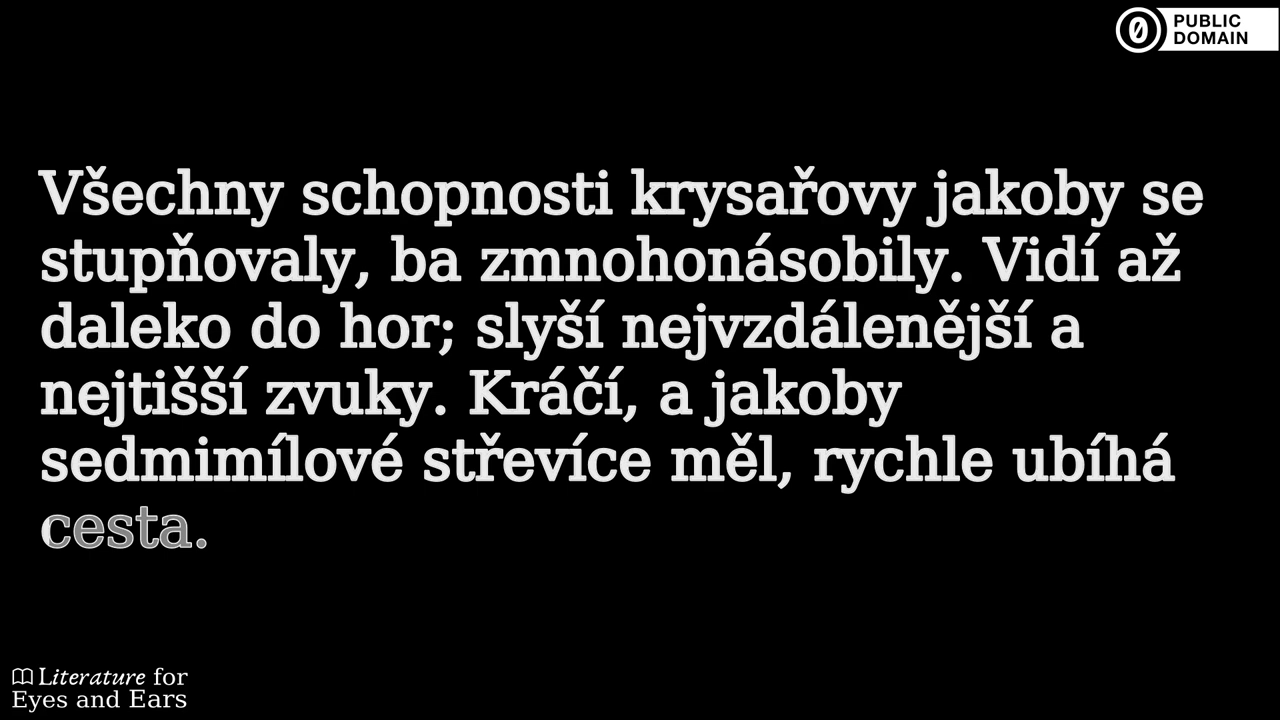 PUBLIC
DOMAIN
Všechny schopnosti krysařovy jakoby se
stupňovaly, ba zmnohonásobily. Vidí až
daleko do hor; slyší nejvzdálenější a
nejtišší zvuky. Kráčí, a jakoby
sedmimílové střevíce měl, rychle ubíhá
cesta.
Literature for
Eyes and Ears